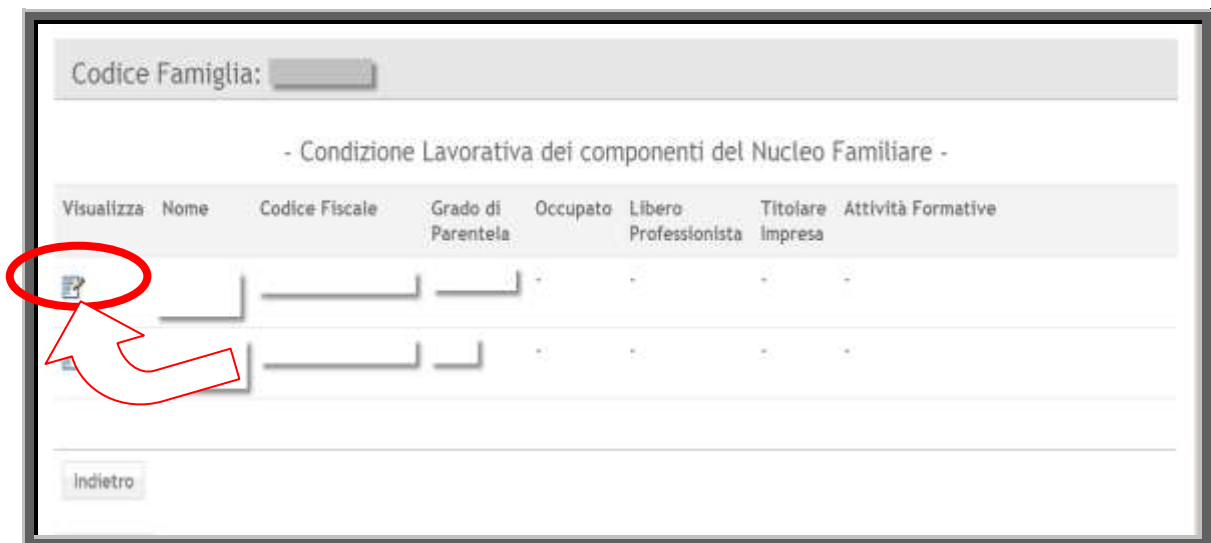 Codice Famiglia:
- Condizione Lavorativa dei componenti del Nucleo Familiare -
Visualizza Nome Codice Fiscale Grado di Parentela Occupato Libero Professionista Titolare Impresa Attività Formative
- - - -
- - - -
Indietro